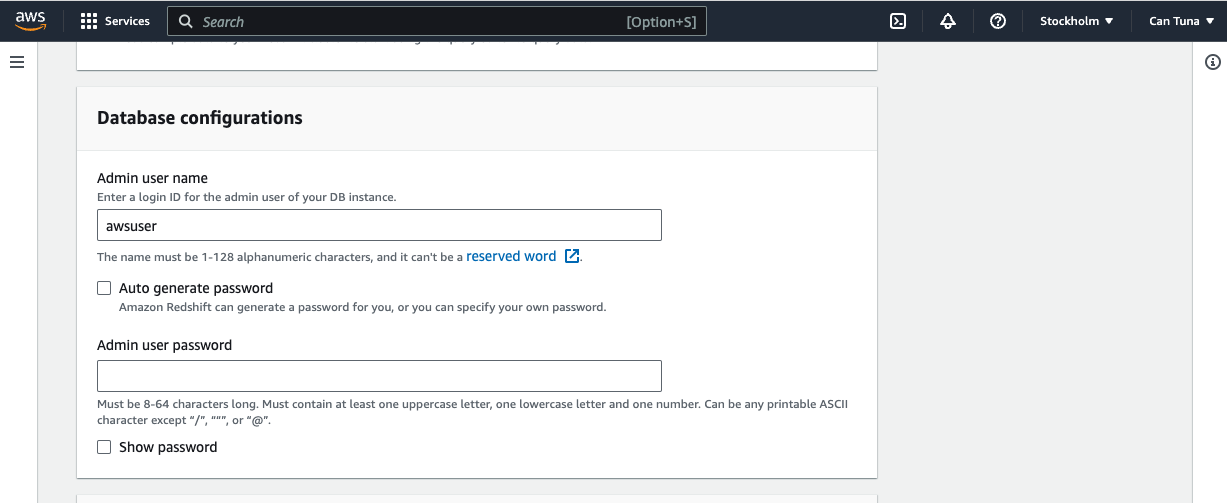 aws
Services
Search
[Option+S]
Stockholm
Can Tuna
Database configurations
Admin user name
Enter a login ID for the admin user of your DB instance.
awsuser
The name must be 1-128 alphanumeric characters, and it can't be a reserved word.
Auto generate password
Amazon Redshift can generate a password for you, or you can specify your own password.
Admin user password
Must be 8-64 characters long. Must contain at least one uppercase letter, one lowercase letter and one number. Can be any printable ASCII
character except “/”, “““, or “@”.
Show password